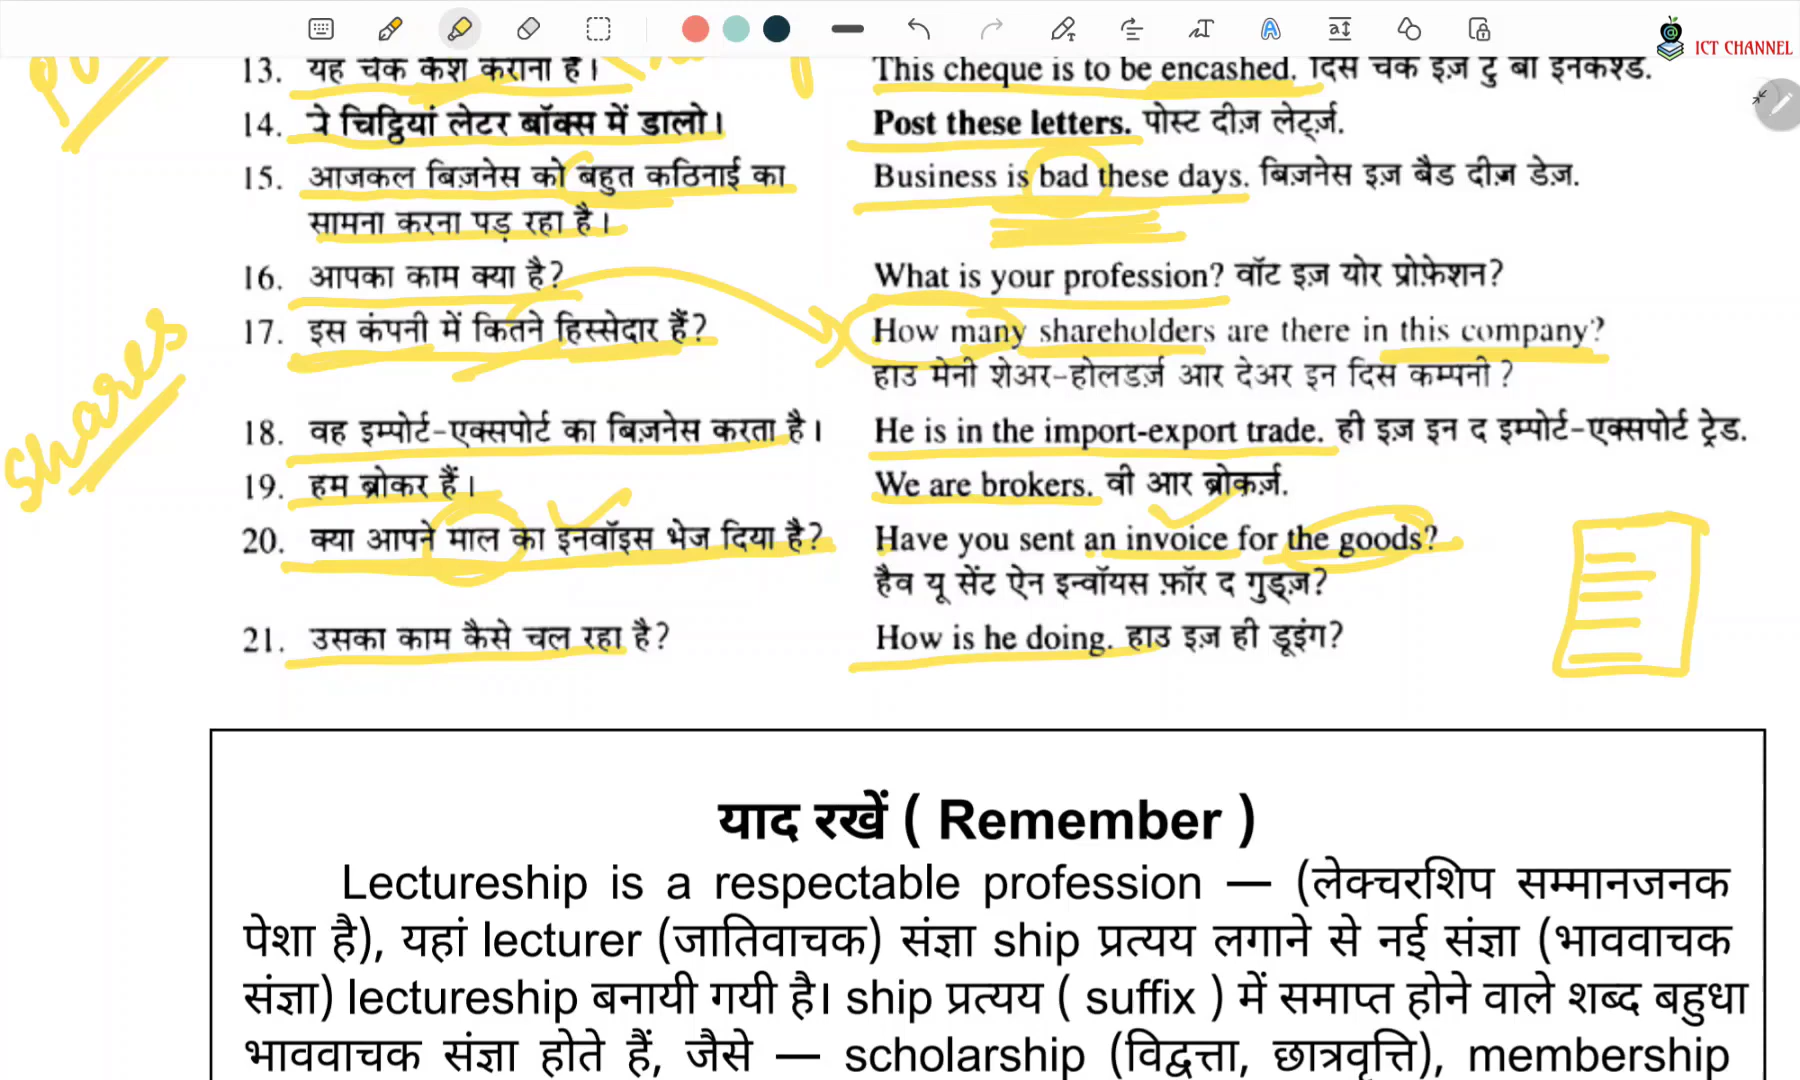 ICT CHANNEL
13. यह चेक कैश कराना है। This cheque is to be encashed. दिस चेक इज़ टु बी इनकैश्ड.
14. चिट्ठियां लेटर बॉक्स में डालो। Post these letters. पोस्ट दीज़ लेटर्ज़.
15. आजकल बिज़नेस को बहुत कठिनाई का Business is bad these days. बिज़नेस इज़ बैड दीज़ डेज़.
सामना करना पड़ रहा है।
16. आपका काम क्या है? What is your profession? वॉट इज़ योर प्रोफ़ेशन?
17. इस कंपनी में कितने हिस्सेदार हैं? How many shareholders are there in this company?
हाउ मेनी शेअर-होलडर्ज़ आर देअर इन दिस कम्पनी ?
18. वह इम्पोर्ट-एक्सपोर्ट का बिज़नेस करता है। He is in the import-export trade. ही इज़ इन द इम्पोर्ट-एक्सपोर्ट ट्रेड.
shares
19. हम ब्रोकर हैं। We are brokers. वी आर ब्रोकर्ज़.
20. क्या आपने माल का इनवॉइस भेज दिया है? Have you sent an invoice for the goods?
हैव यू सेंट ऐन इन्वॉयस फ़ॉर द गुड्ज़?
21. उसका काम कैसे चल रहा है? How is he doing. हाउ इज़ ही डूइंग?
याद रखें ( Remember )
Lectureship is a respectable profession — (लेक्चरशिप सम्मानजनक
पेशा है), यहां lecturer (जातिवाचक) संज्ञा ship प्रत्यय लगाने से नई संज्ञा (भाववाचक
संज्ञा) lectureship बनायी गयी है। ship प्रत्यय ( suffix ) में समाप्त होने वाले शब्द बहुधा
भाववाचक संज्ञा होते हैं, जैसे — scholarship (विद्वत्ता, छात्रवृत्ति), membership